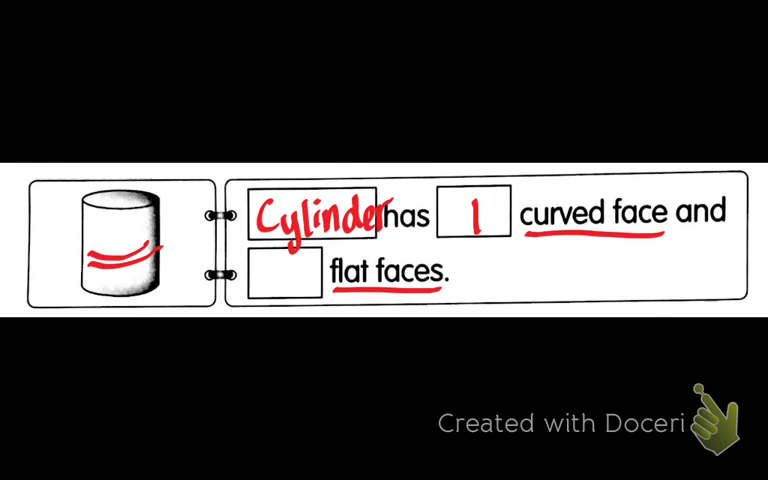 Cylinder has 1 curved face and
flat faces.
Created with Doceri